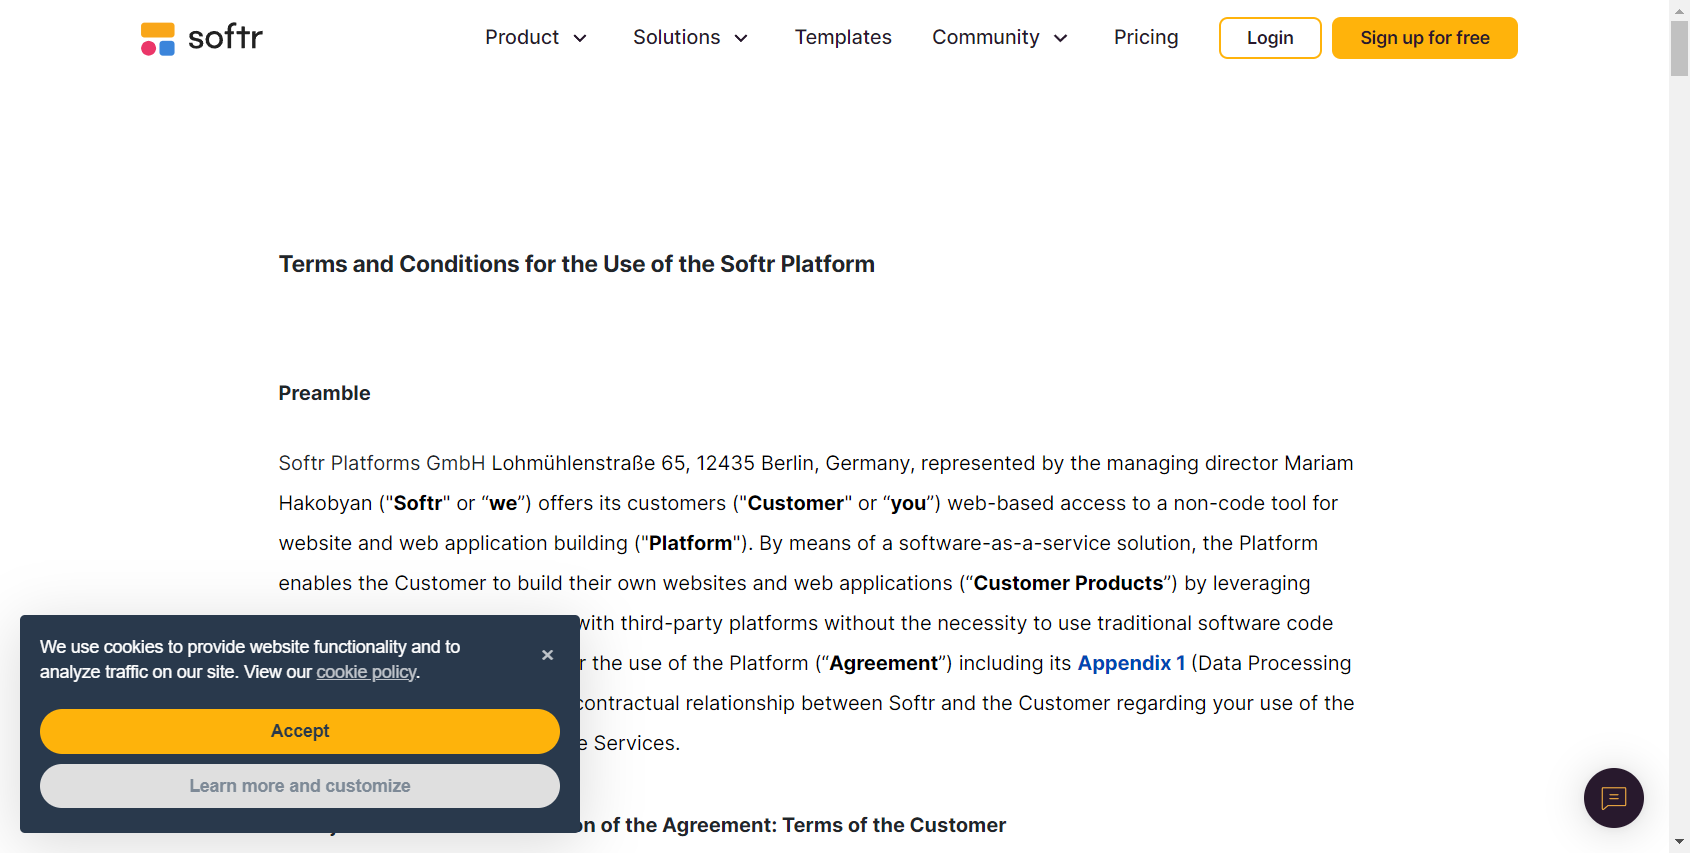 softr
Product
Solutions
Templates
Community
Pricing
Login
Sign up for free
Terms and Conditions for the Use of the Softr Platform
Preamble
Softr Platforms GmbH Lohmühlenstraße 65, 12435 Berlin, Germany, represented by the managing director Mariam
Hakobyan ("Softr" or “we”) offers its customers ("Customer" or “you”) web-based access to a non-code tool for
website and web application building ("Platform"). By means of a software-as-a-service solution, the Platform
enables the Customer to build their own websites and web applications (“Customer Products”) by leveraging
with third-party platforms without the necessity to use traditional software code
the use of the Platform (“Agreement”) including its Appendix 1 (Data Processing
contractual relationship between Softr and the Customer regarding your use of the
Services.
of the Agreement: Terms of the Customer
We use cookies to provide website functionality and to
analyze traffic on our site. View our cookie policy.
Accept
Learn more and customize